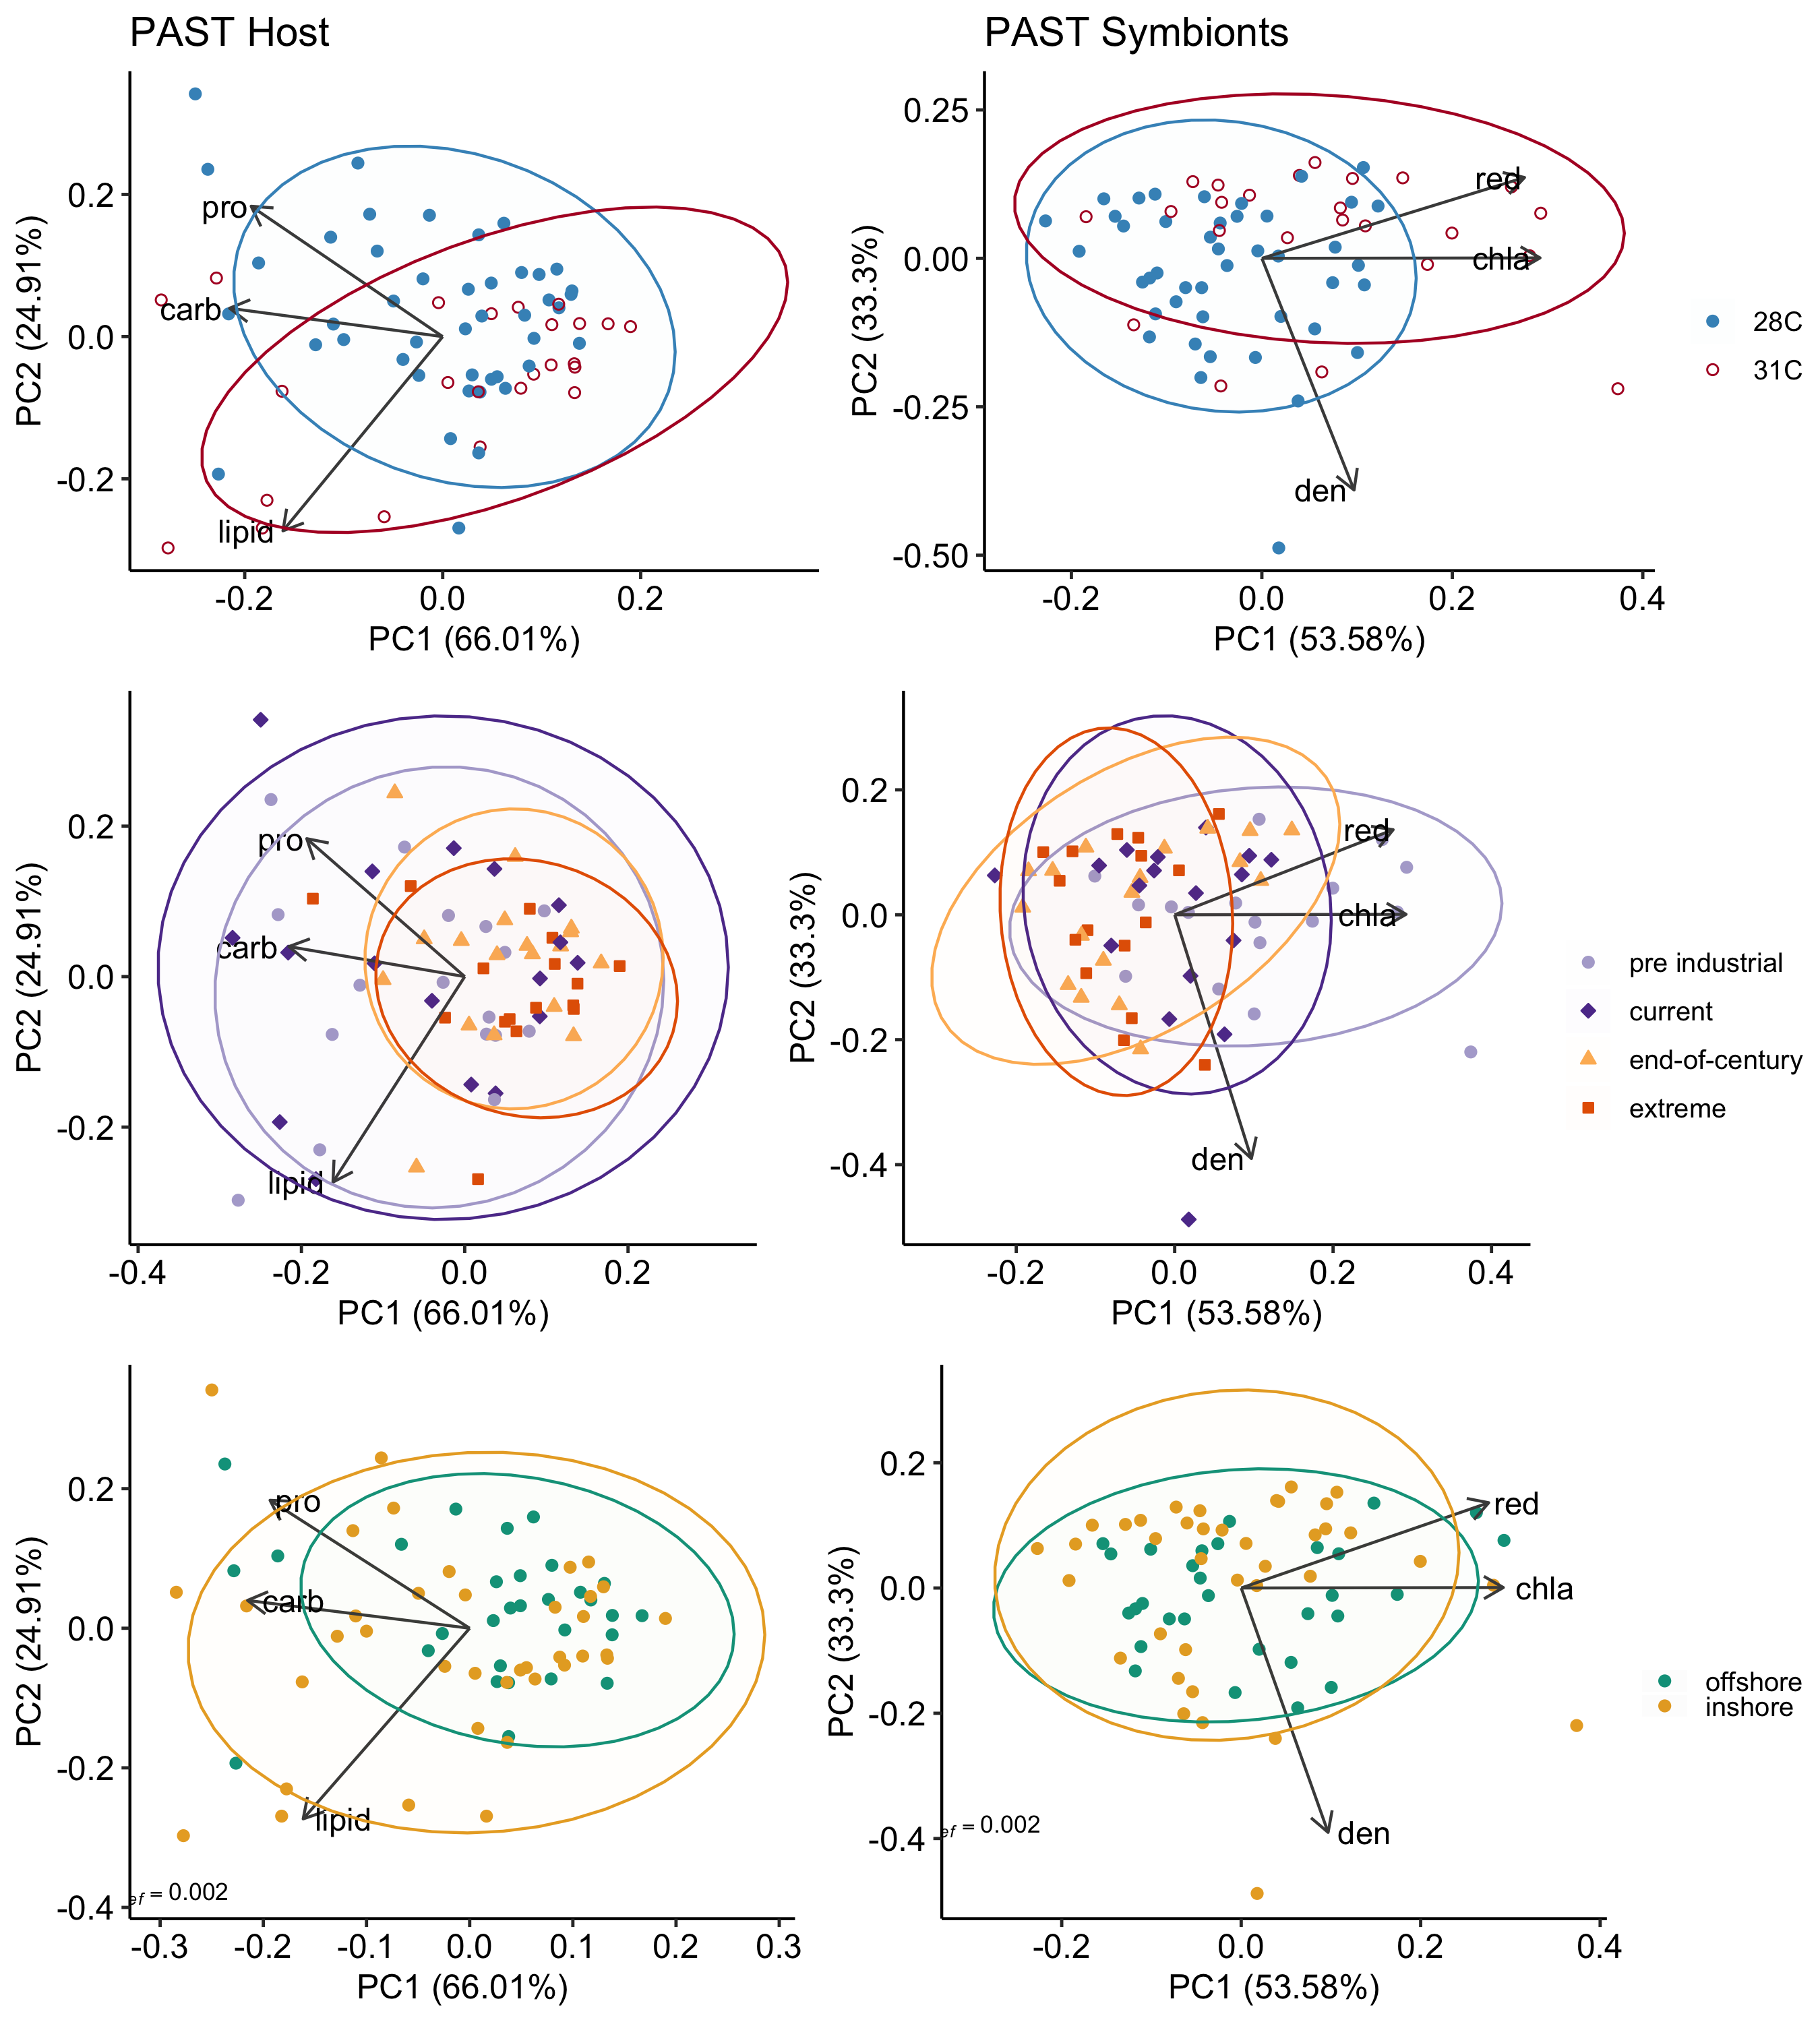 PAST Host
PAST Symbionts
0.2
0.0
-0.2
PC2 (24.91%)
pro
carb
lipid
-0.2
0.0
0.2
PC1 (66.01%)
0.25
0.00
-0.25
-0.50
PC2 (33.3%)
red
chla
den
-0.2
0.0
0.2
0.4
PC1 (53.58%)
28C
31C
0.2
0.0
-0.2
PC2 (24.91%)
pro
carb
lipid
-0.4
-0.2
0.0
0.2
PC1 (66.01%)
0.2
0.0
-0.2
-0.4
PC2 (33.3%)
red
chla
den
-0.2
0.0
0.2
0.4
PC1 (53.58%)
pre industrial
current
end-of-century
extreme
0.2
0.0
-0.2
-0.4
PC2 (24.91%)
pro
carb
lipid
ef = 0.002
-0.3
-0.2
-0.1
0.0
0.1
0.2
0.3
PC1 (66.01%)
0.2
0.0
-0.2
-0.4
PC2 (33.3%)
red
chla
den
ef = 0.002
-0.2
0.0
0.2
0.4
PC1 (53.58%)
offshore
inshore